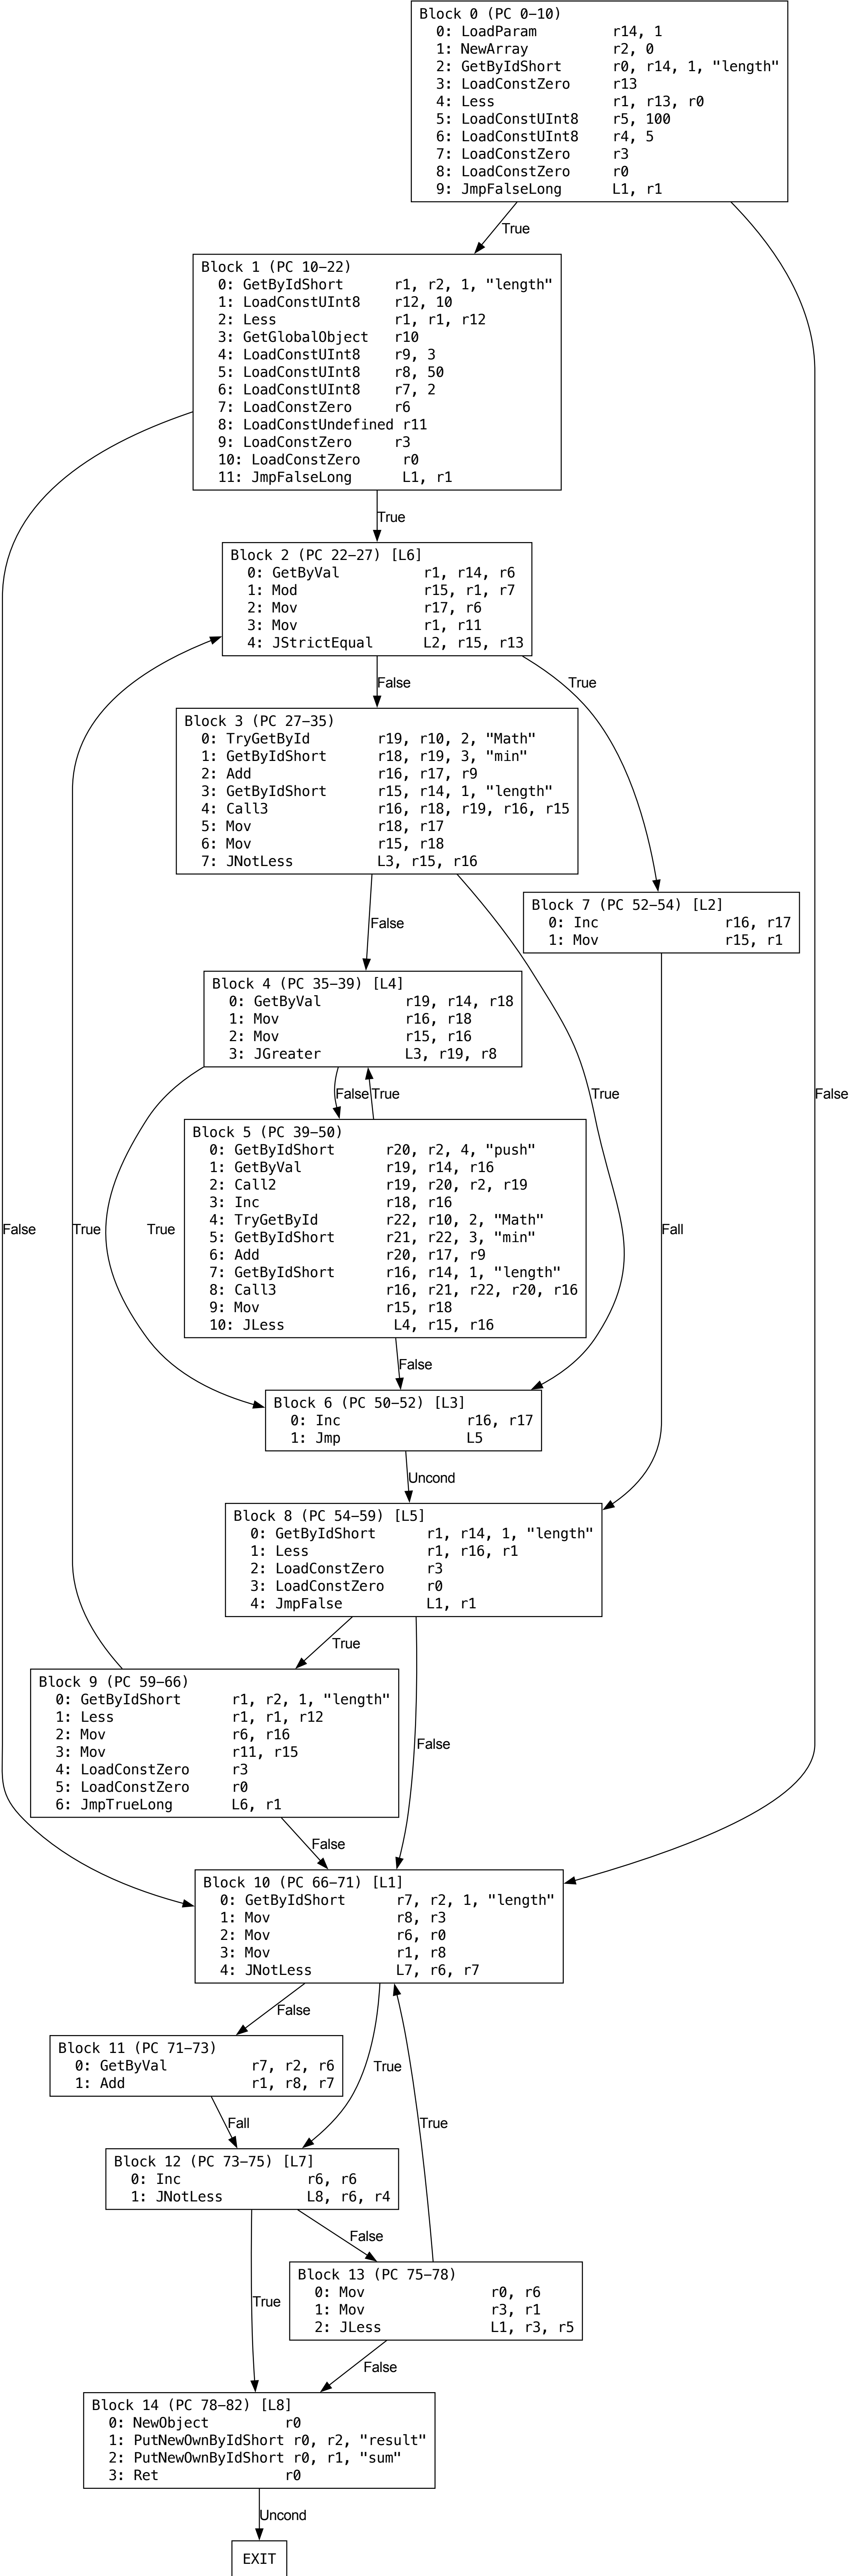 Block 0 (PC 0-10)
0: LoadParam r14, 1
1: NewArray r2, 0
2: GetByIdShort r0, r14, 1, "length"
3: LoadConstZero r13
4: Less r1, r13, r0
5: LoadConstUInt8 r5, 100
6: LoadConstUInt8 r4, 5
7: LoadConstZero r3
8: LoadConstZero r0
9: JmpFalseLong L1, r1
True
Block 1 (PC 10-22)
0: GetByIdShort r1, r2, 1, "length"
1: LoadConstUInt8 r12, 10
2: Less r1, r1, r12
3: GetGlobalObject r10
4: LoadConstUInt8 r9, 3
5: LoadConstUInt8 r8, 50
6: LoadConstUInt8 r7, 2
7: LoadConstZero r6
8: LoadConstUndefined r11
9: LoadConstZero r3
10: LoadConstZero r0
11: JmpFalseLong L1, r1
True
Block 2 (PC 22-27) [L6]
0: GetByVal r1, r14, r6
1: Mod r15, r1, r7
2: Mov r17, r6
3: Mov r1, r11
4: JStrictEqual L2, r15, r13
False
True
Block 3 (PC 27-35)
0: TryGetById r19, r10, 2, "Math"
1: GetByIdShort r18, r19, 3, "min"
2: Add r16, r17, r9
3: GetByIdShort r15, r14, 1, "length"
4: Call3 r16, r18, r19, r16, r15
5: Mov r18, r17
6: Mov r15, r18
7: JNotLess L3, r15, r16
Block 7 (PC 52-54) [L2]
0: Inc r16, r17
1: Mov r15, r1
False
Block 4 (PC 35-39) [L4]
0: GetByVal r19, r14, r18
1: Mov r16, r18
2: Mov r15, r16
3: JGreater L3, r19, r8
False
True
True
False
Block 5 (PC 39-50)
0: GetByIdShort r20, r2, 4, "push"
1: GetByVal r19, r14, r16
2: Call2 r19, r20, r2, r19
3: Inc r18, r16
4: TryGetById r22, r10, 2, "Math"
5: GetByIdShort r21, r22, 3, "min"
6: Add r20, r17, r9
7: GetByIdShort r16, r14, 1, "length"
8: Call3 r16, r21, r22, r20, r16
9: Mov r15, r18
10: JLess L4, r15, r16
False
True
True
Fall
False
Block 6 (PC 50-52) [L3]
0: Inc r16, r17
1: Jmp L5
Uncond
Block 8 (PC 54-59) [L5]
0: GetByIdShort r1, r14, 1, "length"
1: Less r1, r16, r1
2: LoadConstZero r3
3: LoadConstZero r0
4: JmpFalse L1, r1
True
Block 9 (PC 59-66)
0: GetByIdShort r1, r2, 1, "length"
1: Less r1, r1, r12
2: Mov r6, r16
3: Mov r11, r15
4: LoadConstZero r3
5: LoadConstZero r0
6: JmpTrueLong L6, r1
False
False
Block 10 (PC 66-71) [L1]
0: GetByIdShort r7, r2, 1, "length"
1: Mov r8, r3
2: Mov r6, r0
3: Mov r1, r8
4: JNotLess L7, r6, r7
False
Block 11 (PC 71-73)
0: GetByVal r7, r2, r6
1: Add r1, r8, r7
True
Fall
True
Block 12 (PC 73-75) [L7]
0: Inc r6, r6
1: JNotLess L8, r6, r4
False
Block 13 (PC 75-78)
0: Mov r0, r6
1: Mov r3, r1
2: JLess L1, r3, r5
True
False
Block 14 (PC 78-82) [L8]
0: NewObject r0
1: PutNewOwnByIdShort r0, r2, "result"
2: PutNewOwnByIdShort r0, r1, "sum"
3: Ret r0
Uncond
EXIT